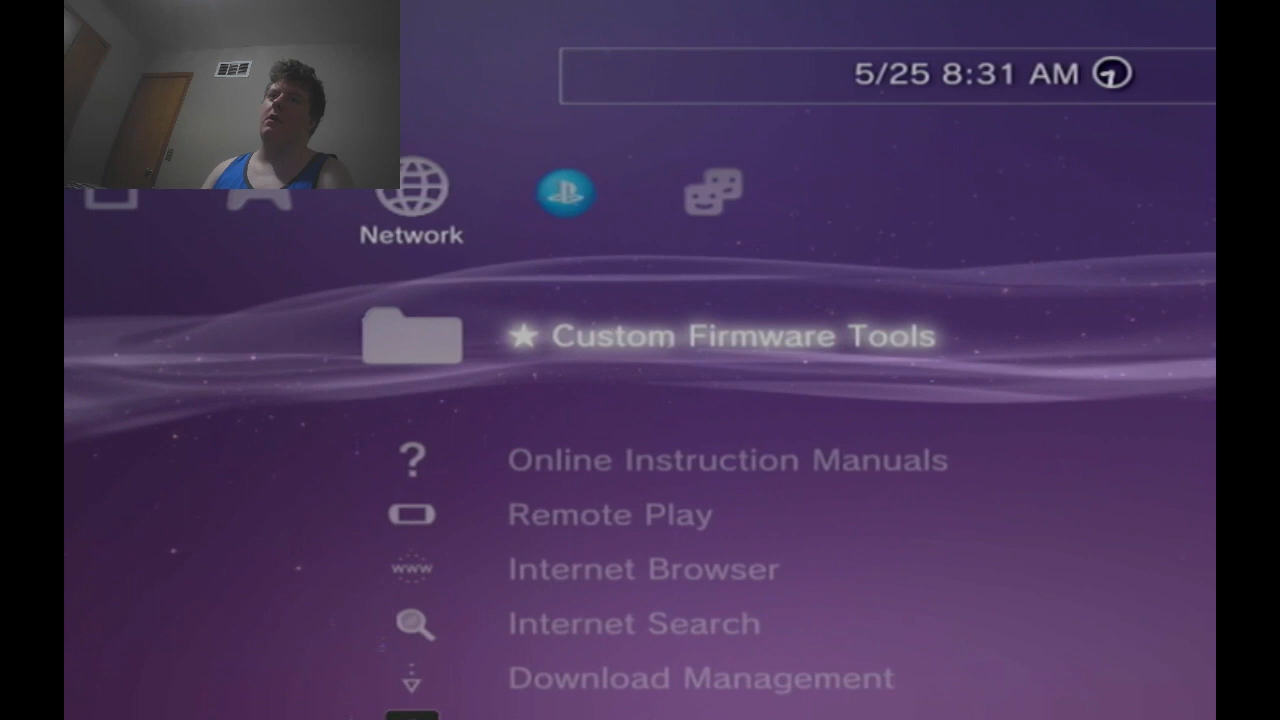 5/25 8:31 AM
Network
★ Custom Firmware Tools
Online Instruction Manuals
Remote Play
www
Internet Browser
Internet Search
Download Management